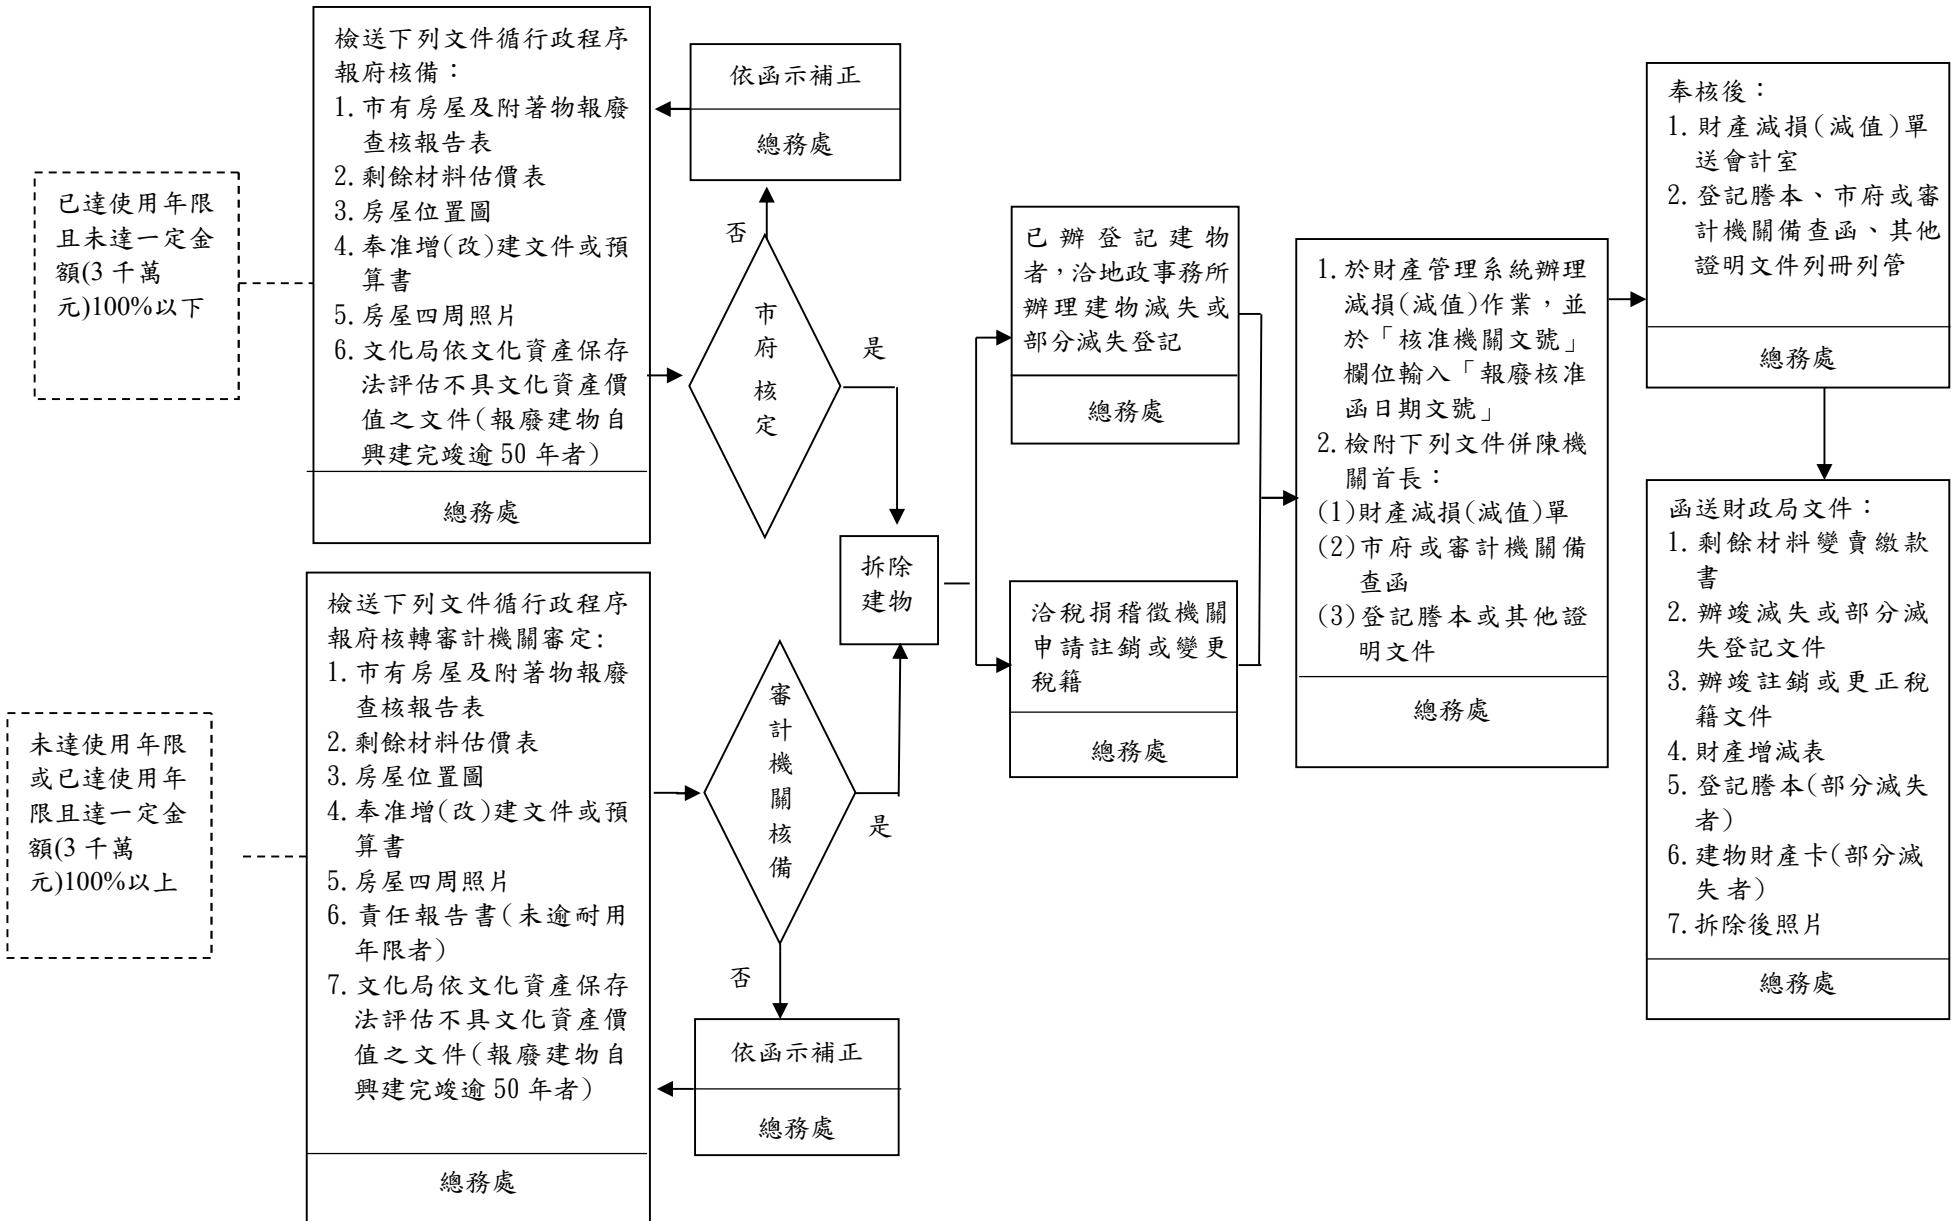 已達使用年限
且未達一定金
額(3 千萬
元)100%以下
檢送下列文件循行政程序
報府核備：
1.市有房屋及附著物報廢
查核報告表
2.剩餘材料估價表
3.房屋位置圖
4.奉准增(改)建文件或預
算書
5.房屋四周照片
6.文化局依文化資產保存
法評估不具文化資產價
值之文件(報廢建物自
興建完竣逾 50 年者)
總務處
依函示補正
總務處
否
市
府
核
定
是
未達使用年限
或已達使用年
限且達一定金
額(3 千萬
元)100%以上
檢送下列文件循行政程序
報府核轉審計機關審定:
1.市有房屋及附著物報廢
查核報告表
2.剩餘材料估價表
3.房屋位置圖
4.奉准增(改)建文件或預
算書
5.房屋四周照片
6.責任報告書(未逾耐用
年限者)
7.文化局依文化資產保存
法評估不具文化資產價
值之文件(報廢建物自
興建完竣逾 50 年者)
總務處
審
計
機
關
核
備
是
否
依函示補正
總務處
拆除
建物
已辦登記建物
者，洽地政事務所
辦理建物滅失或
部分滅失登記
總務處
洽稅捐稽徵機關
申請註銷或變更
稅籍
總務處
1.於財產管理系統辦理
減損(減值)作業，並
於「核准機關文號」
欄位輸入「報廢核准
函日期文號」
2.檢附下列文件併陳機
關首長：
(1)財產減損(減值)單
(2)市府或審計機關備
查函
(3)登記謄本或其他證
明文件
總務處
奉核後：
1.財產減損(減值)單
送會計室
2.登記謄本、市府或審
計機關備查函、其他
證明文件列冊列管
總務處
函送財政局文件：
1.剩餘材料變賣繳款
書
2.辦竣滅失或部分滅
失登記文件
3.辦竣註銷或更正稅
籍文件
4.財產增減表
5.登記謄本(部分滅失
者)
6.建物財產卡(部分滅
失者)
7.拆除後照片
總務處